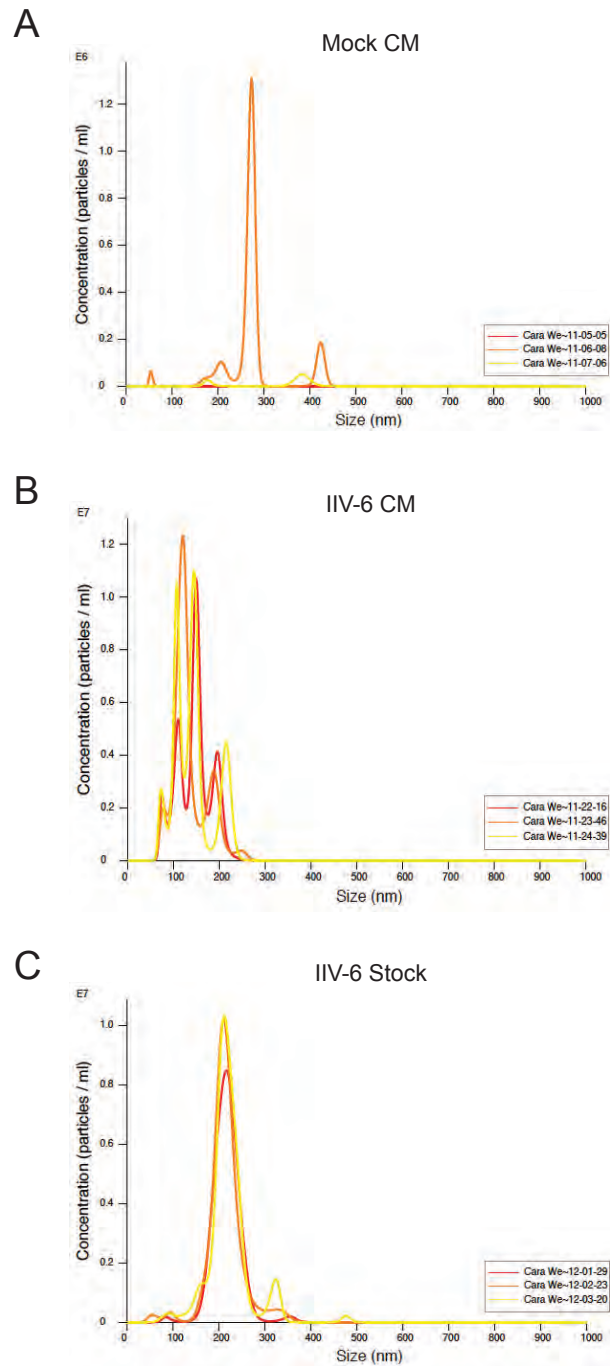 A
Mock CM
E6
Concentration (particles / ml)
1.2
1.0
0.8
0.6
0.4
0.2
0
0 100 200 300 400 500 600 700 800 900 1000
Size (nm)
Cara We~11-05-05
Cara We~11-06-08
Cara We~11-07-06
B
IIV-6 CM
E7
Concentration (particles / ml)
1.2
1.0
0.8
0.6
0.4
0.2
0
0 100 200 300 400 500 600 700 800 900 1000
Size (nm)
Cara We~11-22-16
Cara We~11-23-46
Cara We~11-24-39
C
IIV-6 Stock
E7
Concentration (particles / ml)
1.0
0.8
0.6
0.4
0.2
0
0 100 200 300 400 500 600 700 800 900 1000
Size (nm)
Cara We~12-01-29
Cara We~12-02-23
Cara We~12-03-20